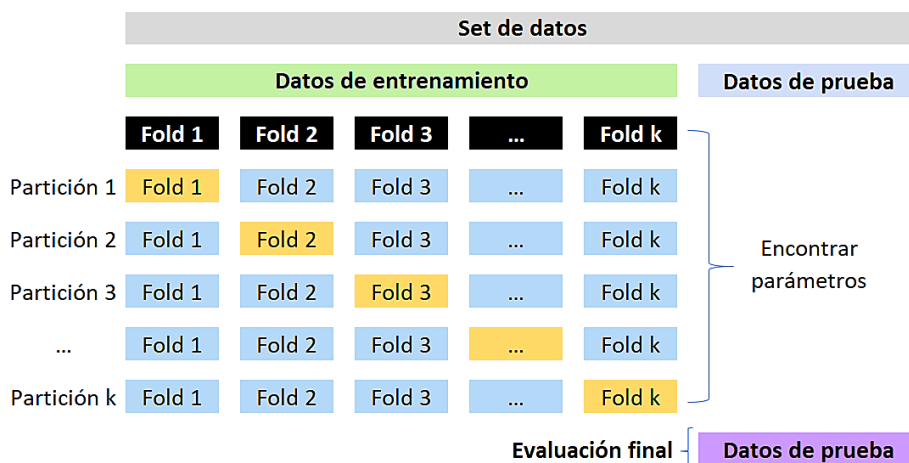 Set de datos
Datos de entrenamiento Datos de prueba
Fold 1 Fold 2 Fold 3 ... Fold k
Partición 1 Fold 1 Fold 2 Fold 3 ... Fold k
Partición 2 Fold 1 Fold 2 Fold 3 ... Fold k
Partición 3 Fold 1 Fold 2 Fold 3 ... Fold k
... Fold 1 Fold 2 Fold 3 ... Fold k
Partición k Fold 1 Fold 2 Fold 3 ... Fold k
Encontrar
parámetros
Evaluación final Datos de prueba